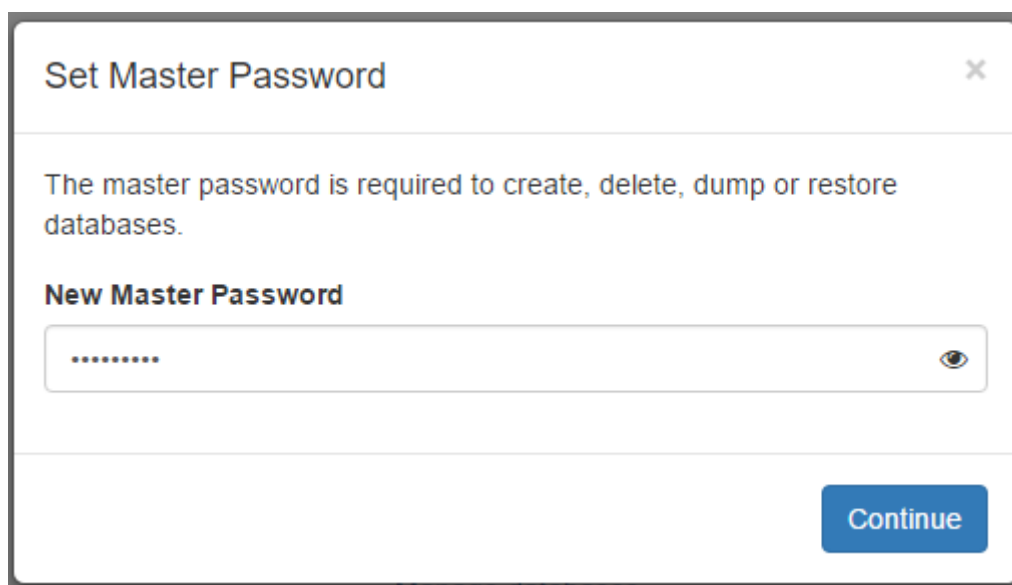 Set Master Password
×
The master password is required to create, delete, dump or restore
databases.
New Master Password
•••••••••
Continue